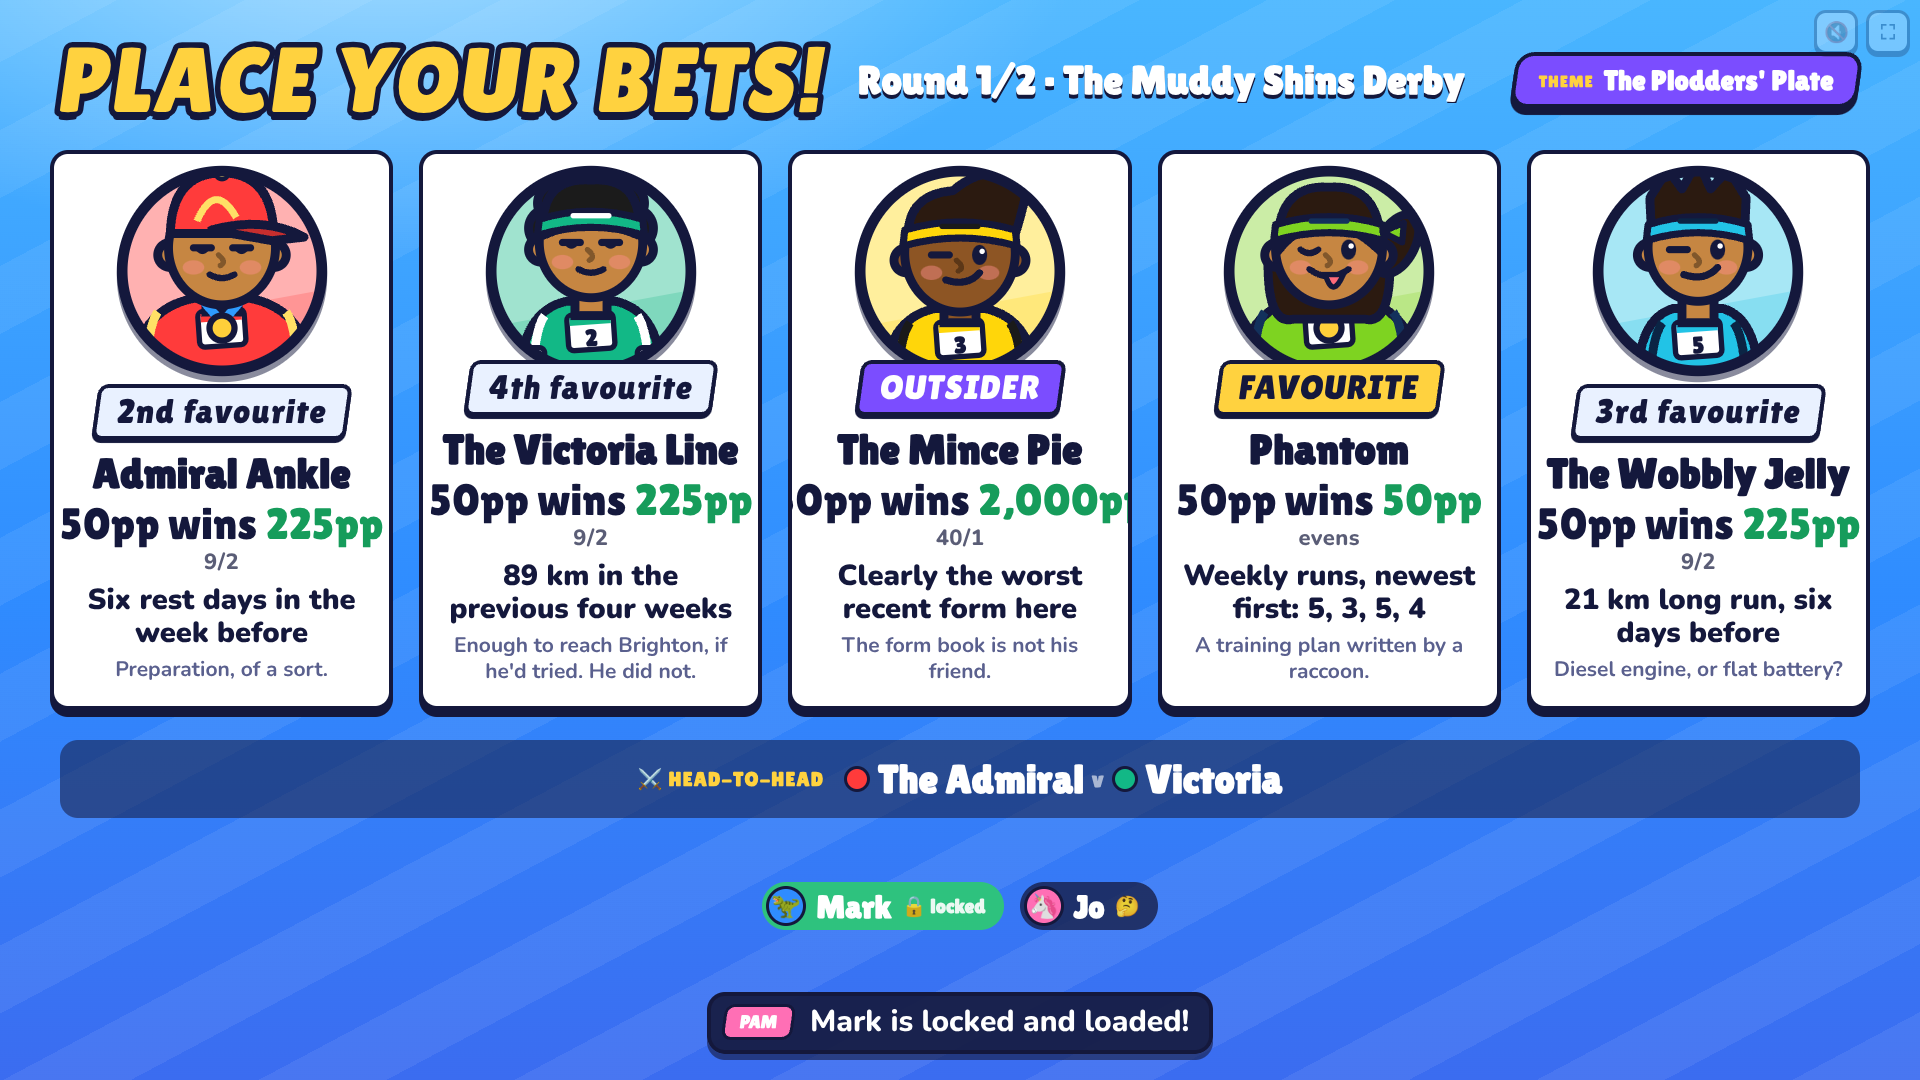 PLACE YOUR BETS!
Round 1/2 · The Muddy Shins Derby
THEME The Plodders' Plate
2nd favourite
Admiral Ankle
50pp wins 225pp
9/2
Six rest days in the
week before
Preparation, of a sort.
2
4th favourite
The Victoria Line
50pp wins 225pp
9/2
89 km in the
previous four weeks
Enough to reach Brighton, if
he'd tried. He did not.
3
OUTSIDER
The Mince Pie
0pp wins 2,000p
40/1
Clearly the worst
recent form here
The form book is not his
friend.
FAVOURITE
Phantom
50pp wins 50pp
evens
Weekly runs, newest
first: 5, 3, 5, 4
A training plan written by a
raccoon.
5
3rd favourite
The Wobbly Jelly
50pp wins 225pp
9/2
21 km long run, six
days before
Diesel engine, or flat battery?
HEAD-TO-HEAD The Admiral v Victoria
Mark locked
Jo
PAM Mark is locked and loaded!